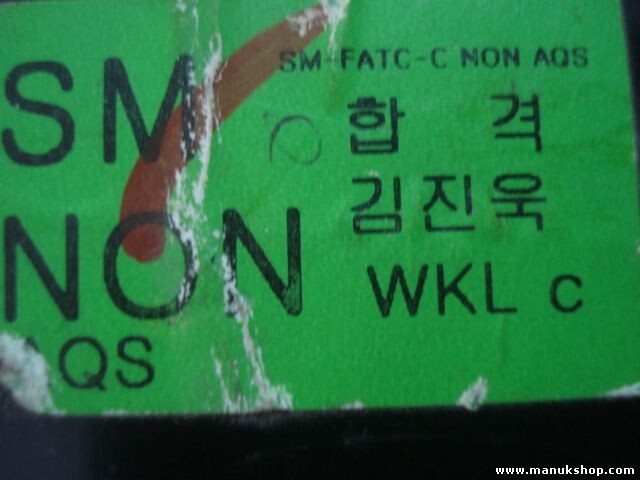 SM-FATC-C NON AQS
SM
합 격
김진욱
NON
WKL c
AQS
www.manukshop.com